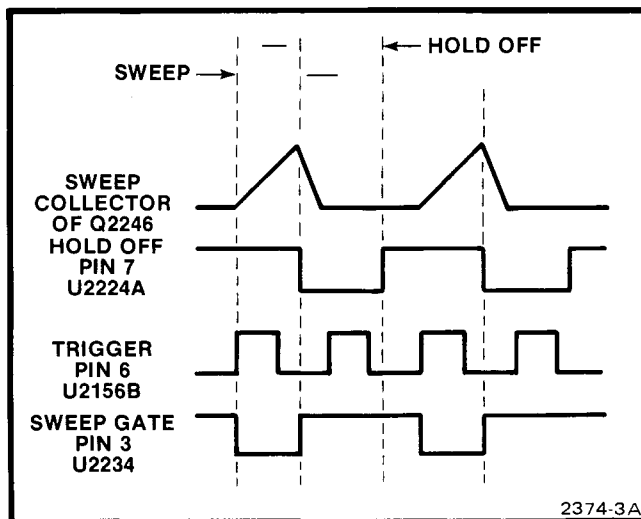 HOLD OFF
SWEEP
SWEEP
COLLECTOR
OF Q2246
HOLD OFF
PIN 7
U2224A
TRIGGER
PIN 6
U2156B
SWEEP GATE
PIN 3
U2234
2374-3A